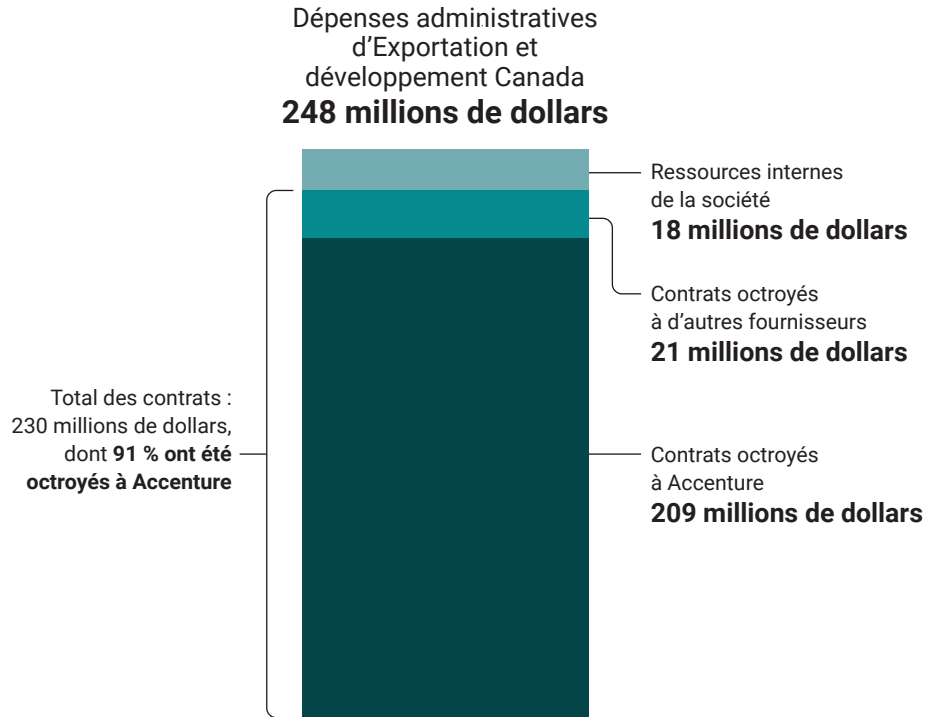 Dépenses administratives
d’Exportation et
développement Canada
248 millions de dollars
Ressources internes
de la société
18 millions de dollars
Contrats octroyés
à d’autres fournisseurs
21 millions de dollars
Total des contrats :
230 millions de dollars,
dont 91 % ont été
octroyés à Accenture
Contrats octroyés
à Accenture
209 millions de dollars